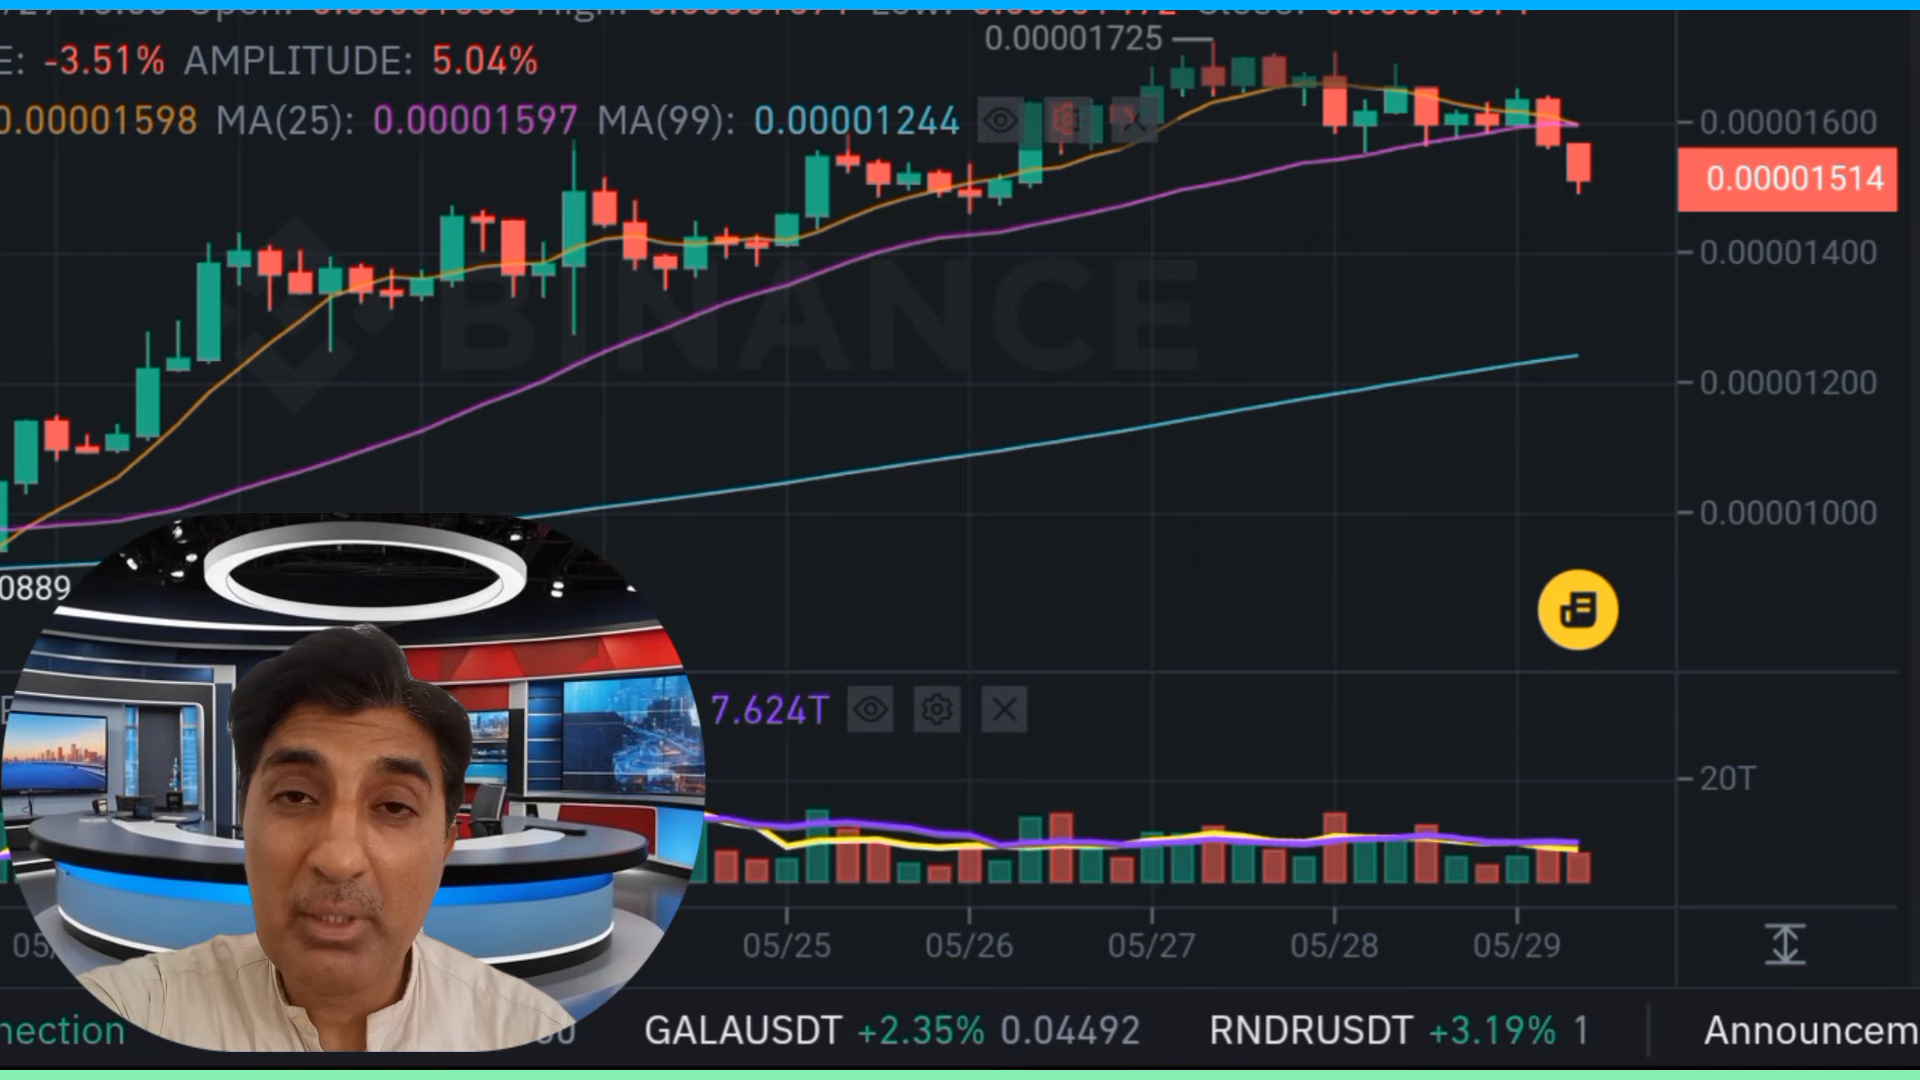 E: -3.51% AMPLITUDE: 5.04%
0.00001725
0.00001598 MA(25): 0.00001597 MA(99): 0.00001244
0.00001600
0.00001514
0.00001400
BINANCE
0.00001200
0.00001000
0889
7.624T
20T
05/25 05/26 05/27 05/28 05/29
nection GALAUSDT +2.35% 0.04492 RNDRUSDT +3.19% 1 Announcem